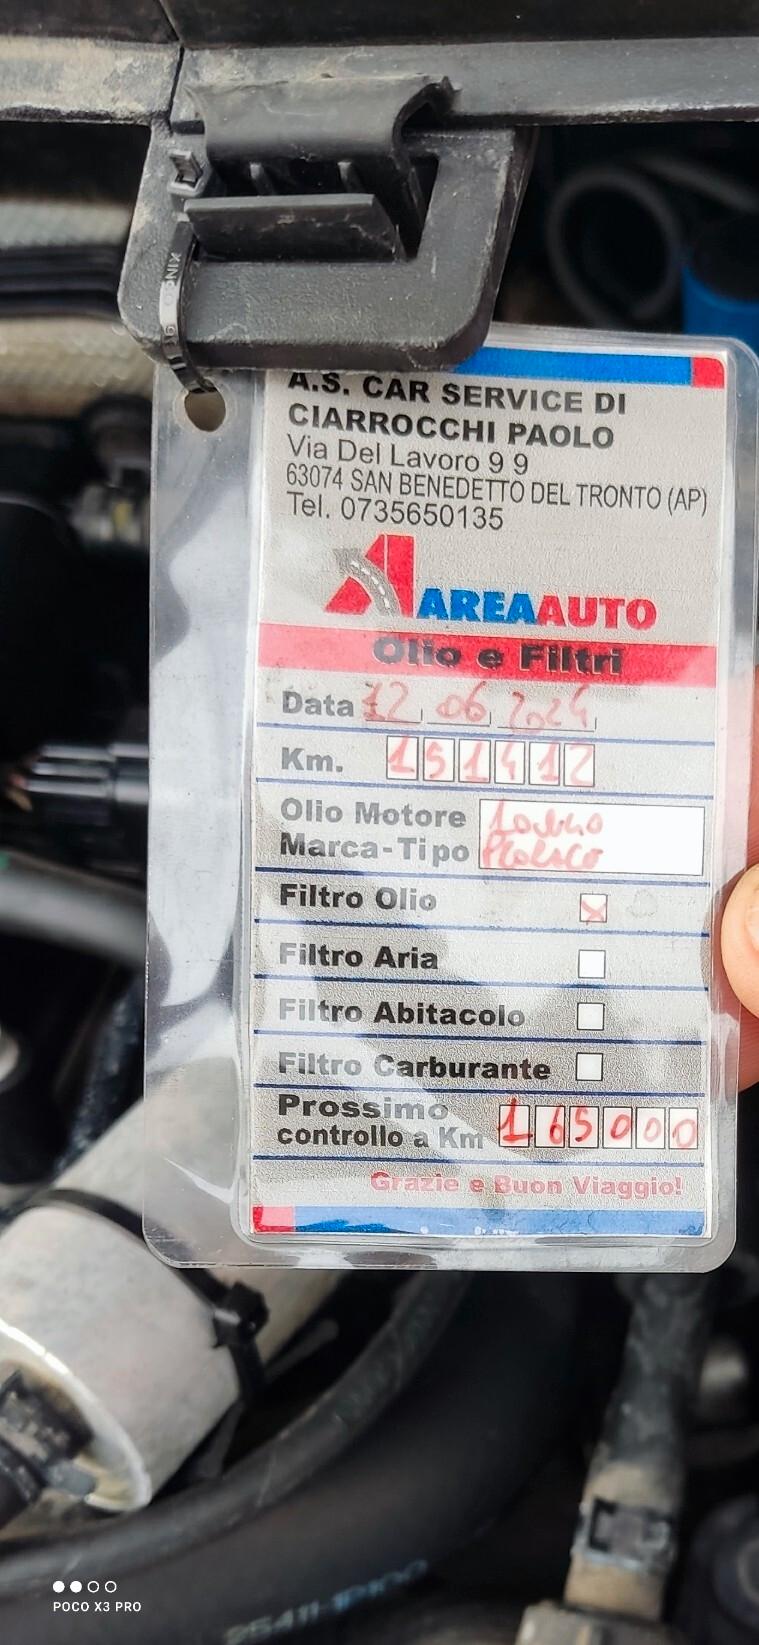 A.S. CAR SERVICE DI
CIARROCCHI PAOLO
Via Del Lavoro 9 9
63074 SAN BENEDETTO DEL TRONTO (AP)
Tel. 0735650135
AREAAUTO
Olio e Filtri
Data 12 06 2024
Km. 151412
Olio Motore
Marca-Tipo
Filtro Olio X
Filtro Aria
Filtro Abitacolo
Filtro Carburante
Prossimo
controllo a Km 165000
Grazie e Buon Viaggio!
POCO X3 PRO